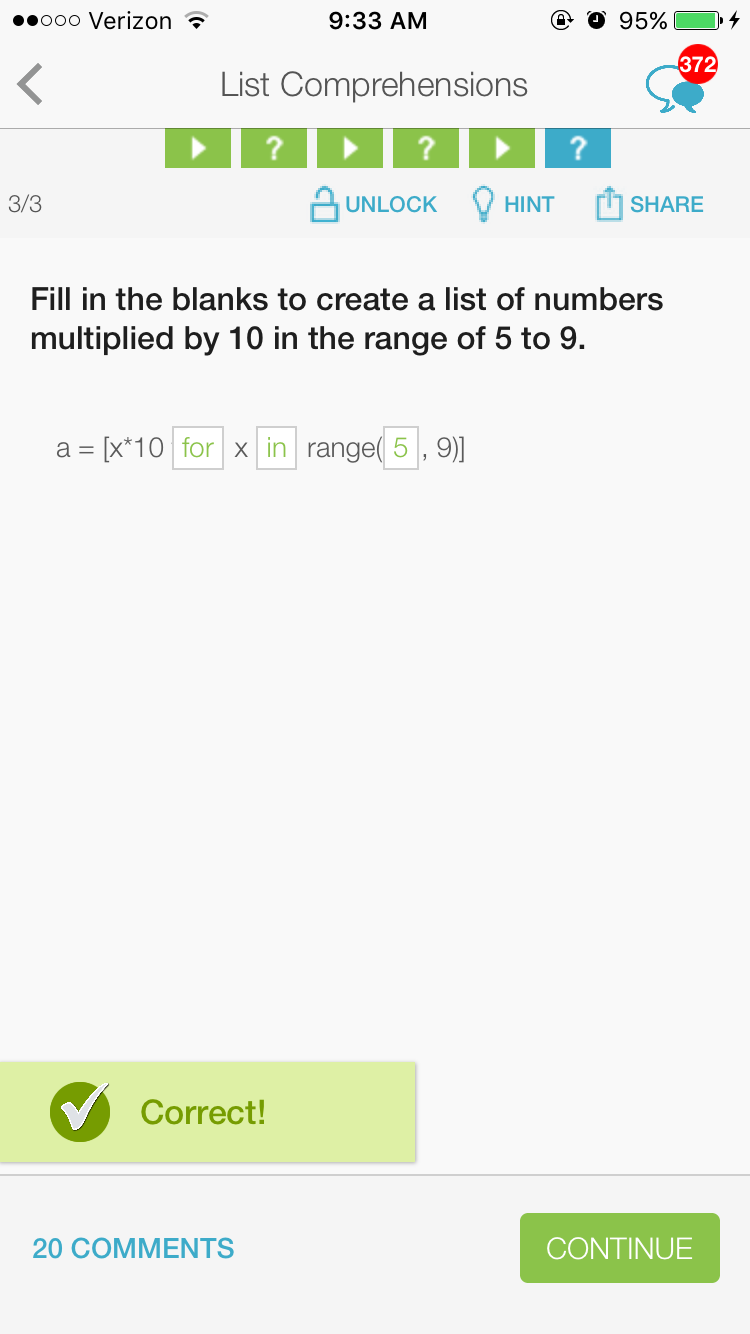 Verizon 9:33 AM 95%
List Comprehensions 372
? ? ?
3/3 UNLOCK HINT SHARE
Fill in the blanks to create a list of numbers
multiplied by 10 in the range of 5 to 9.
a = [x*10 for x in range(5, 9)]
Correct!
20 COMMENTS CONTINUE